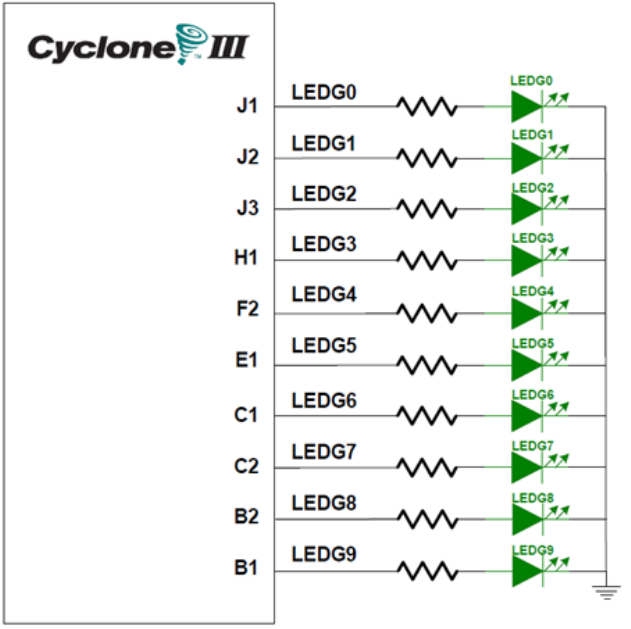 Cyclone™ III
LEDG0
J1 LEDG0
LEDG1
J2 LEDG1
LEDG2
J3 LEDG2
LEDG3
H1 LEDG3
LEDG4
F2 LEDG4
LEDG5
E1 LEDG5
LEDG6
C1 LEDG6
LEDG7
C2 LEDG7
LEDG8
B2 LEDG8
LEDG9
B1 LEDG9